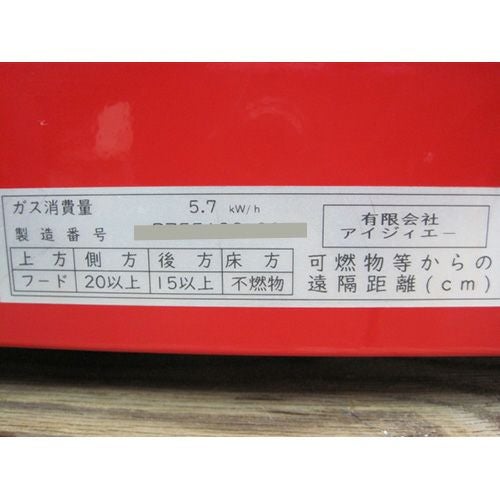 ガス消費量 5.7 kW/h
製造番号
有限会社
アイジィエー
上方 側方 後方 床方
フード 20以上 15以上 不燃物
可燃物等からの
遠隔距離(cm)